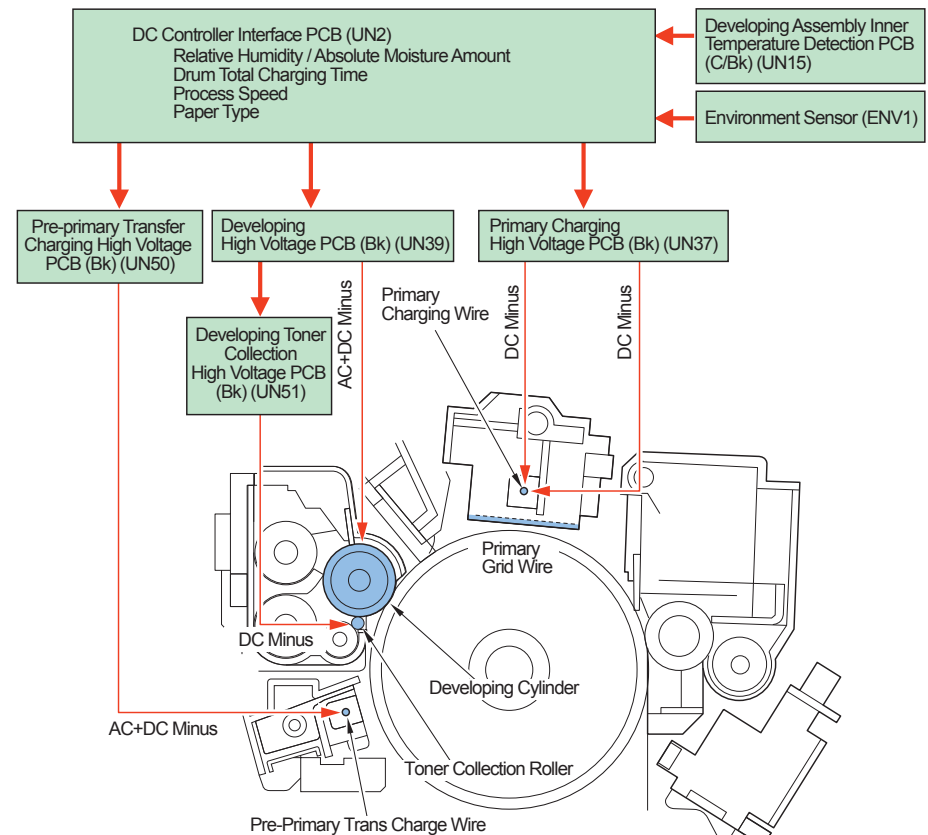 DC Controller Interface PCB (UN2)
Relative Humidity / Absolute Moisture Amount
Drum Total Charging Time
Process Speed
Paper Type
Developing Assembly Inner
Temperature Detection PCB
(C/Bk) (UN15)
Environment Sensor (ENV1)
Pre-primary Transfer
Charging High Voltage
PCB (Bk) (UN50)
Developing
High Voltage PCB (Bk) (UN39)
Primary Charging
High Voltage PCB (Bk) (UN37)
Developing Toner
Collection
High Voltage PCB
(Bk) (UN51)
AC+DC Minus
Primary
Charging Wire
DC Minus
DC Minus
Primary
Grid Wire
DC Minus
Developing Cylinder
AC+DC Minus
Toner Collection Roller
Pre-Primary Trans Charge Wire